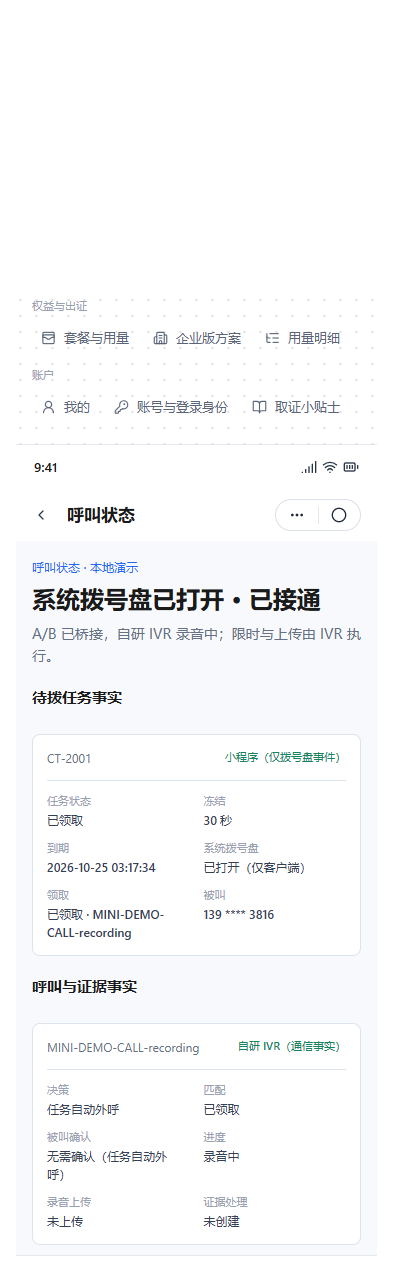 权益与出证
套餐与用量 企业版方案 用量明细
账户
我的 账号与登录身份 取证小贴士
9:41
呼叫状态
呼叫状态 · 本地演示
系统拨号盘已打开 · 已接通
A/B 已桥接，自研 IVR 录音中；限时与上传由 IVR 执
行。
待拨任务事实
CT-2001 小程序（仅拨号盘事件）
任务状态 冻结
已领取 30 秒
到期 系统拨号盘
2026-10-25 03:17:34 已打开（仅客户端）
领取 被叫
已领取 · MINI-DEMO- 139 **** 3816
CALL-recording
呼叫与证据事实
MINI-DEMO-CALL-recording 自研 IVR（通信事实）
决策 匹配
任务自动外呼 已领取
被叫确认 进度
无需确认（任务自动外 录音中
呼）
录音上传 证据处理
未上传 未创建